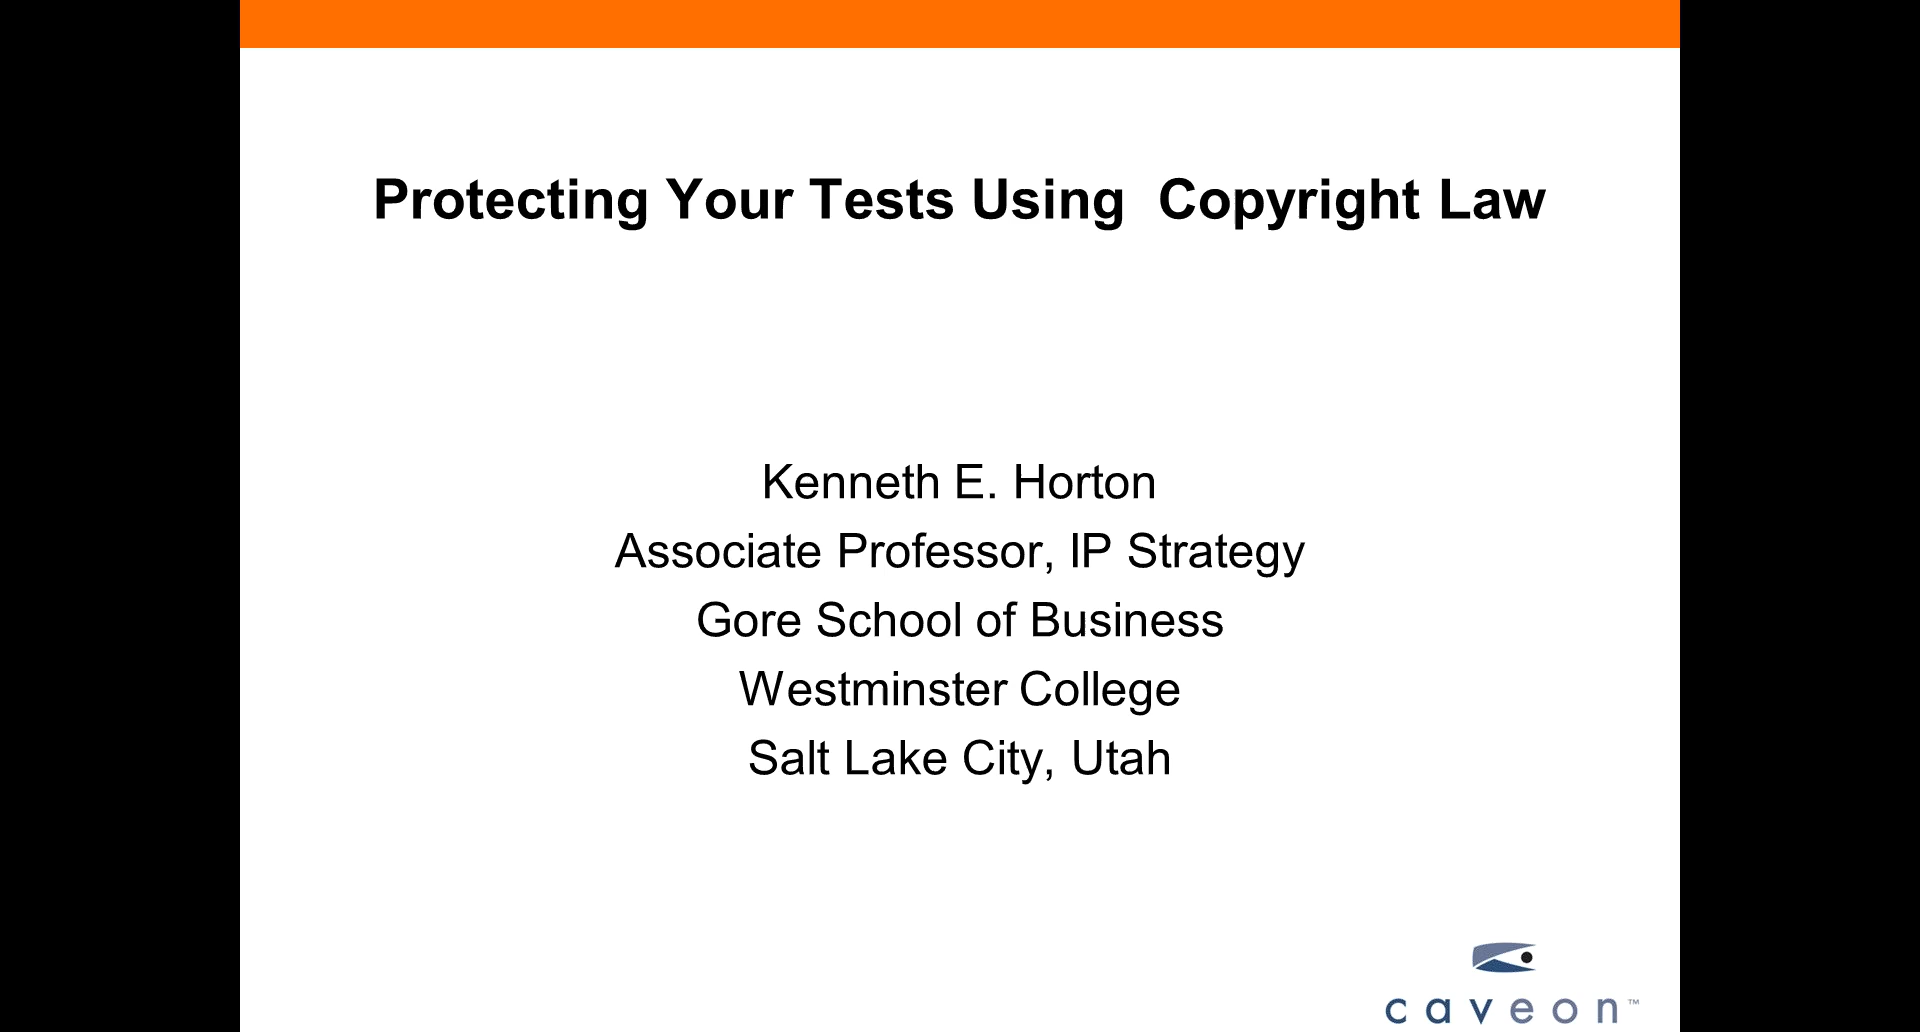 Protecting Your Tests Using  Copyright Law
Kenneth E. Horton
Associate Professor, IP Strategy
Gore School of Business
Westminster College
Salt Lake City, Utah
caveon™